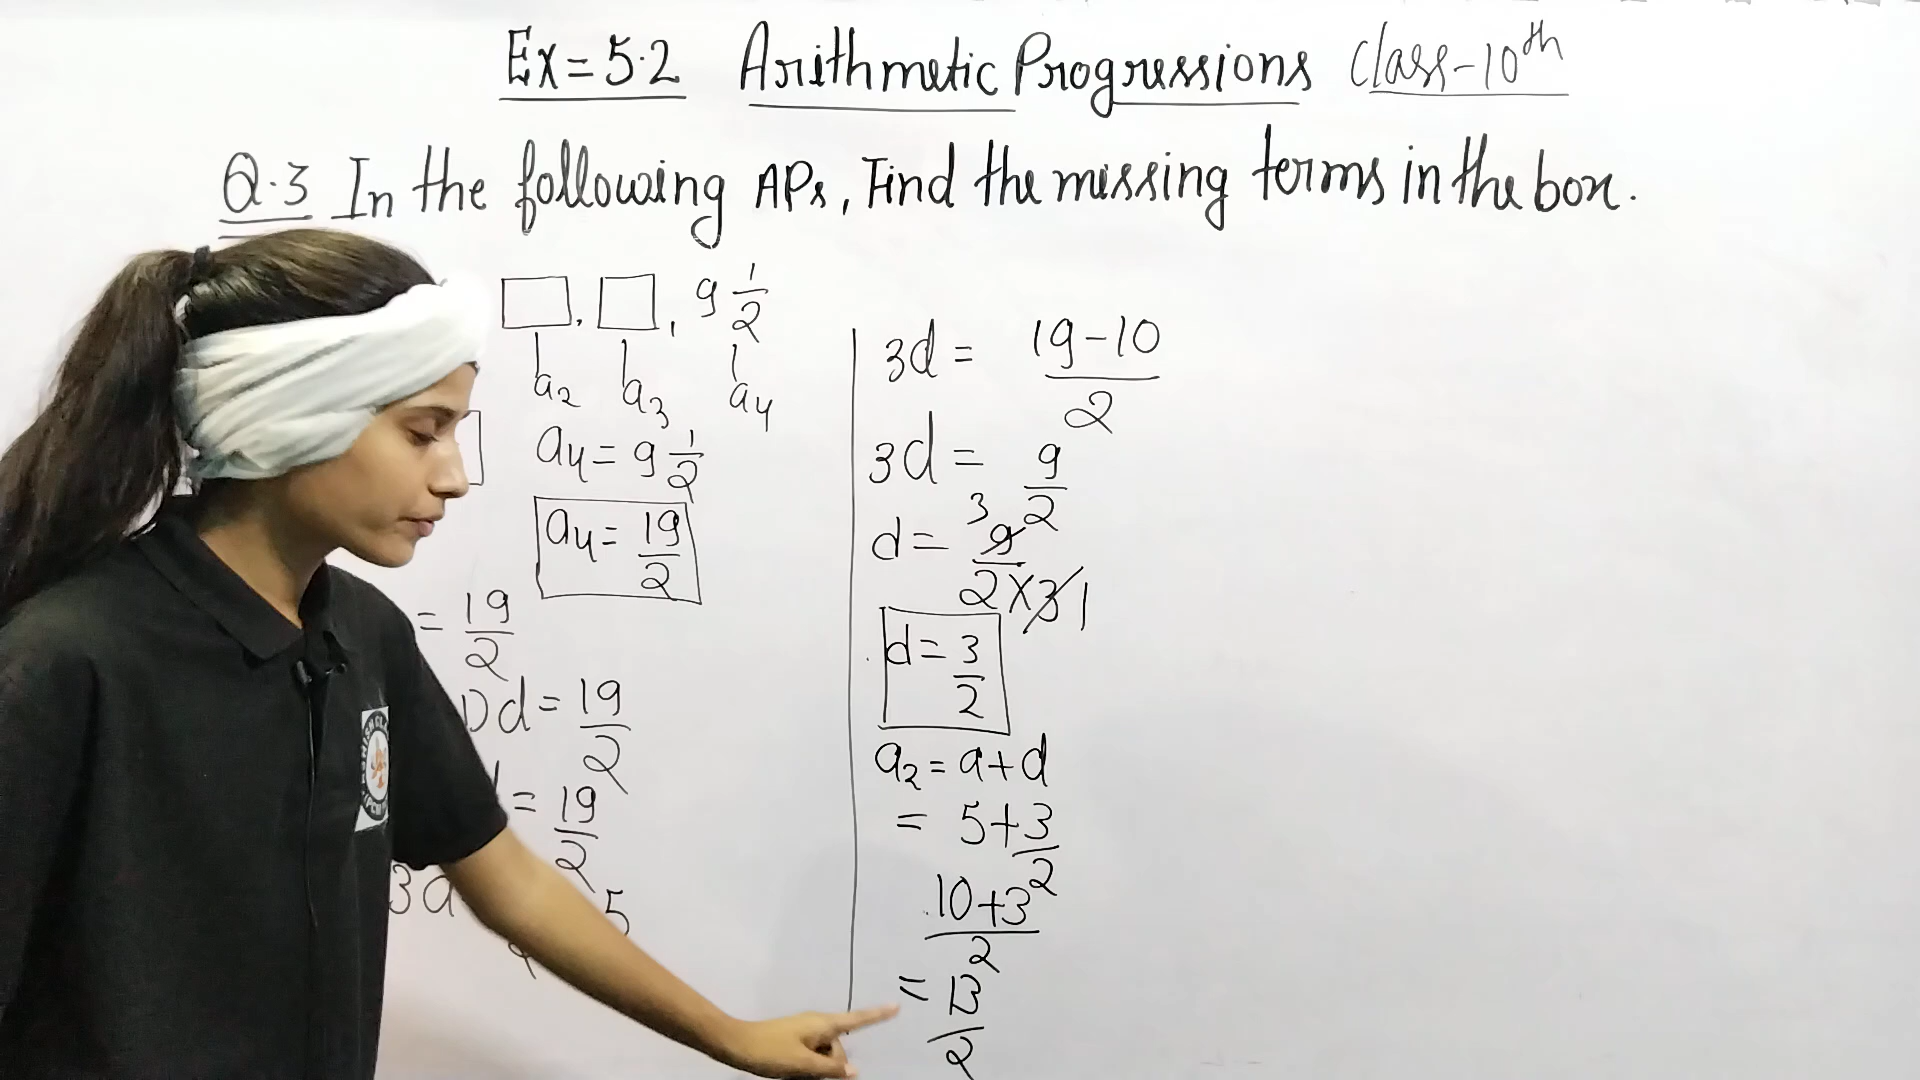 Ex = 5.2 Arithmetic Progressions Class-10th
Q.3 In the following APs, Find the missing terms in the box.
□, □, 9 1/2
a2 a3 a4
a4 = 9 1/2
a4 = 19/2
= 19/2
d = 19/2
= 19/2
3d
5
3d = 19-10/2
3d = 9/2
d = 9/2×3 3 1
d = 3/2
a2 = a+d
= 5+3/2
10+3/2
= 13/2